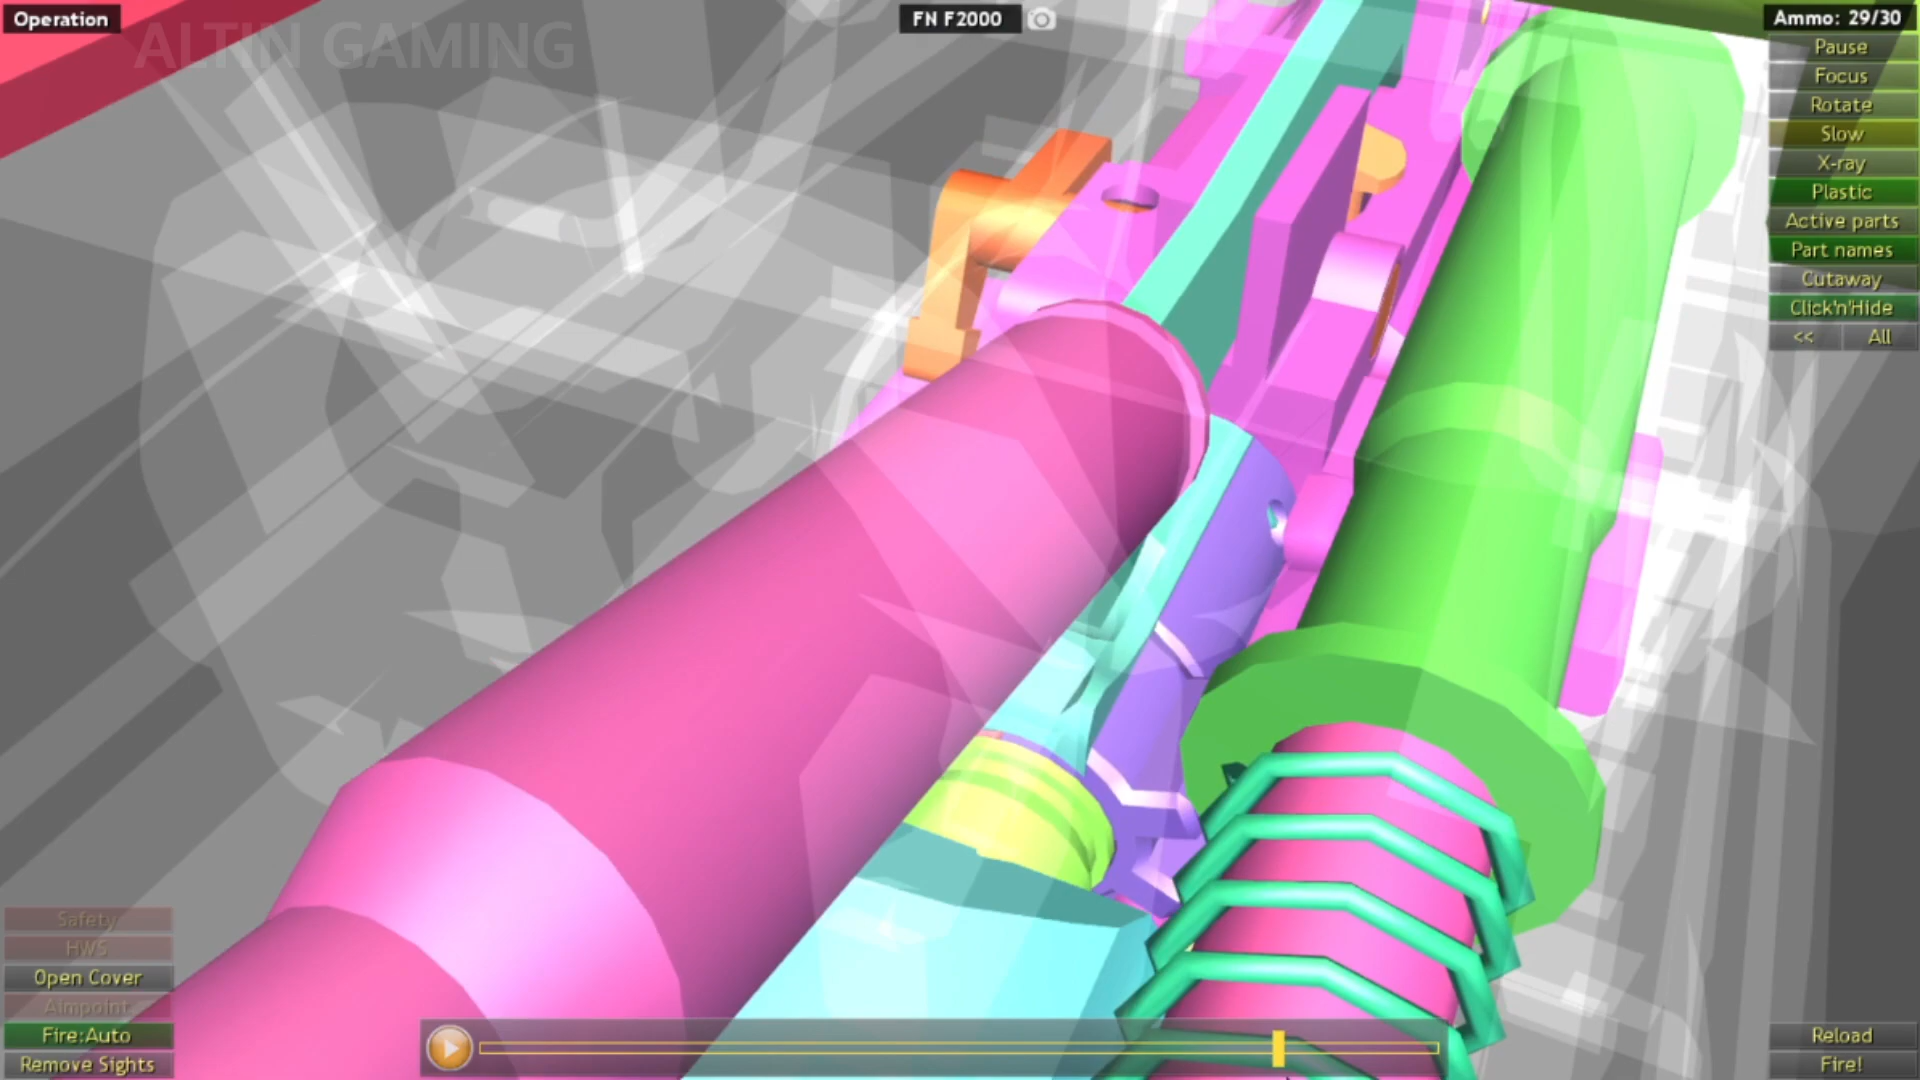 Operation
ALTIN GAMING
FN F2000
Ammo: 29/30
Pause
Focus
Rotate
Slow
X-ray
Plastic
Active parts
Part names
Cutaway
Click'n'Hide
<< All
Safety
HWS
Open Cover
Aimpoint
Fire:Auto
Remove Sights
Reload
Fire!